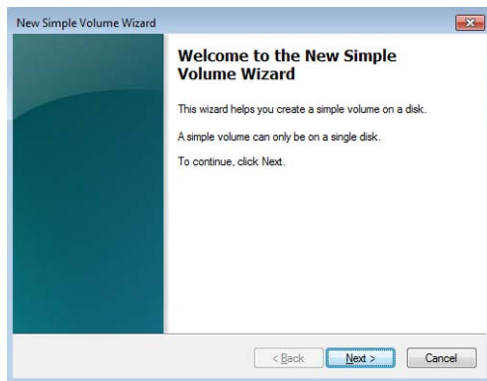 New Simple Volume Wizard
Welcome to the New Simple
Volume Wizard
This wizard helps you create a simple volume on a disk.
A simple volume can only be on a single disk.
To continue, click Next.
< Back
Next >
Cancel